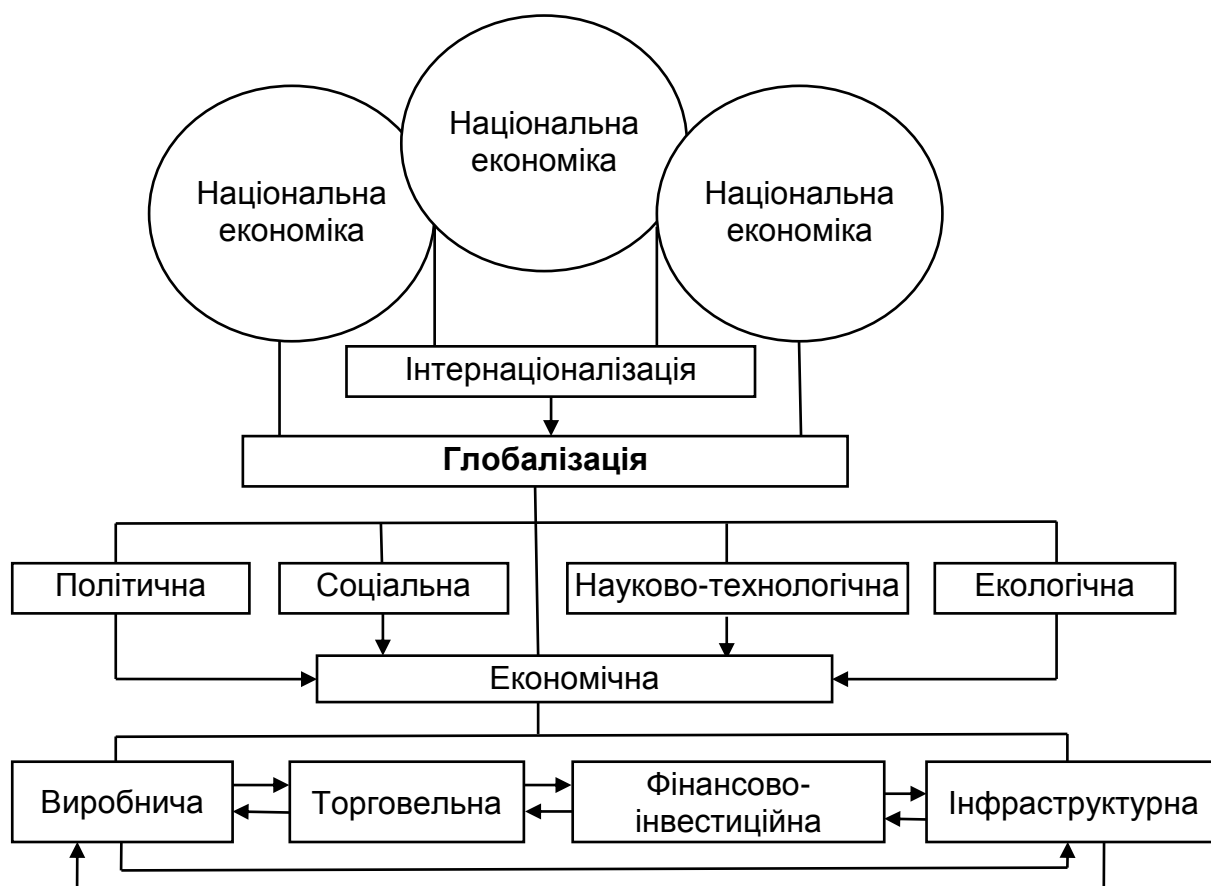 Національна
економіка
Національна
економіка
Національна
економіка
Інтернаціоналізація
Глобалізація
Політична
Соціальна
Науково-технологічна
Екологічна
Економічна
Виробнича
Торговельна
Фінансово-
інвестиційна
Інфраструктурна